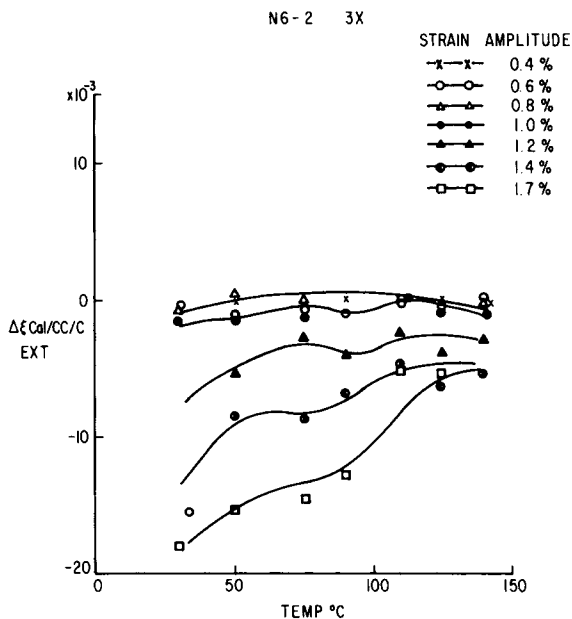 N6-2 3X
STRAIN AMPLITUDE
x—x 0.4 %
0.6 %
0.8 %
1.0 %
1.2 %
1.4 %
1.7 %
x10⁻³
10
0
ΔξCal/CC/C
EXT
-10
-20
0 50 100 150
TEMP °C